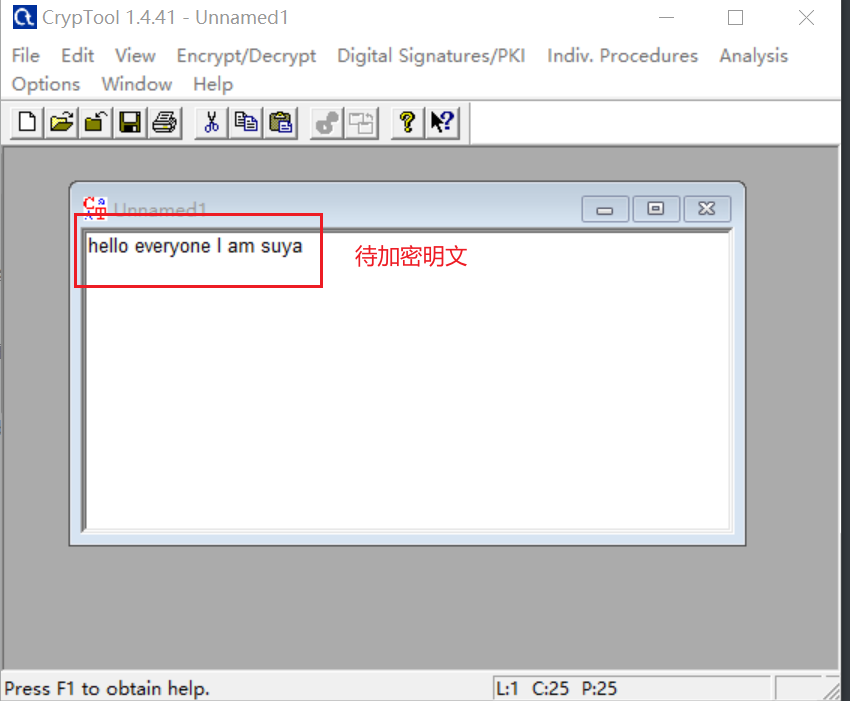 CrypTool 1.4.41 - Unnamed1
File Edit View Encrypt/Decrypt Digital Signatures/PKI Indiv. Procedures Analysis
Options Window Help
Unnamed1
hello everyone I am suya
待加密明文
Press F1 to obtain help.
L:1 C:25 P:25